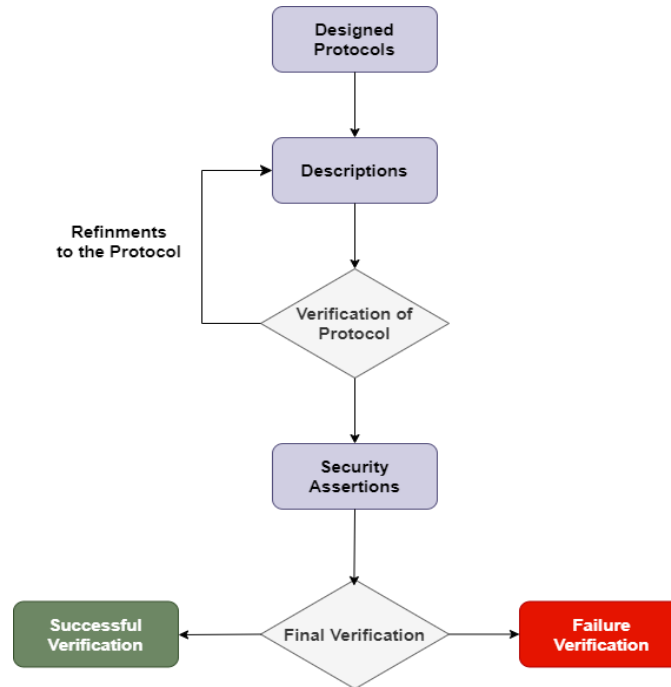 Designed
Protocols
Descriptions
Refinments
to the Protocol
Verification of
Protocol
Security
Assertions
Successful
Verification
Final Verification
Failure
Verification